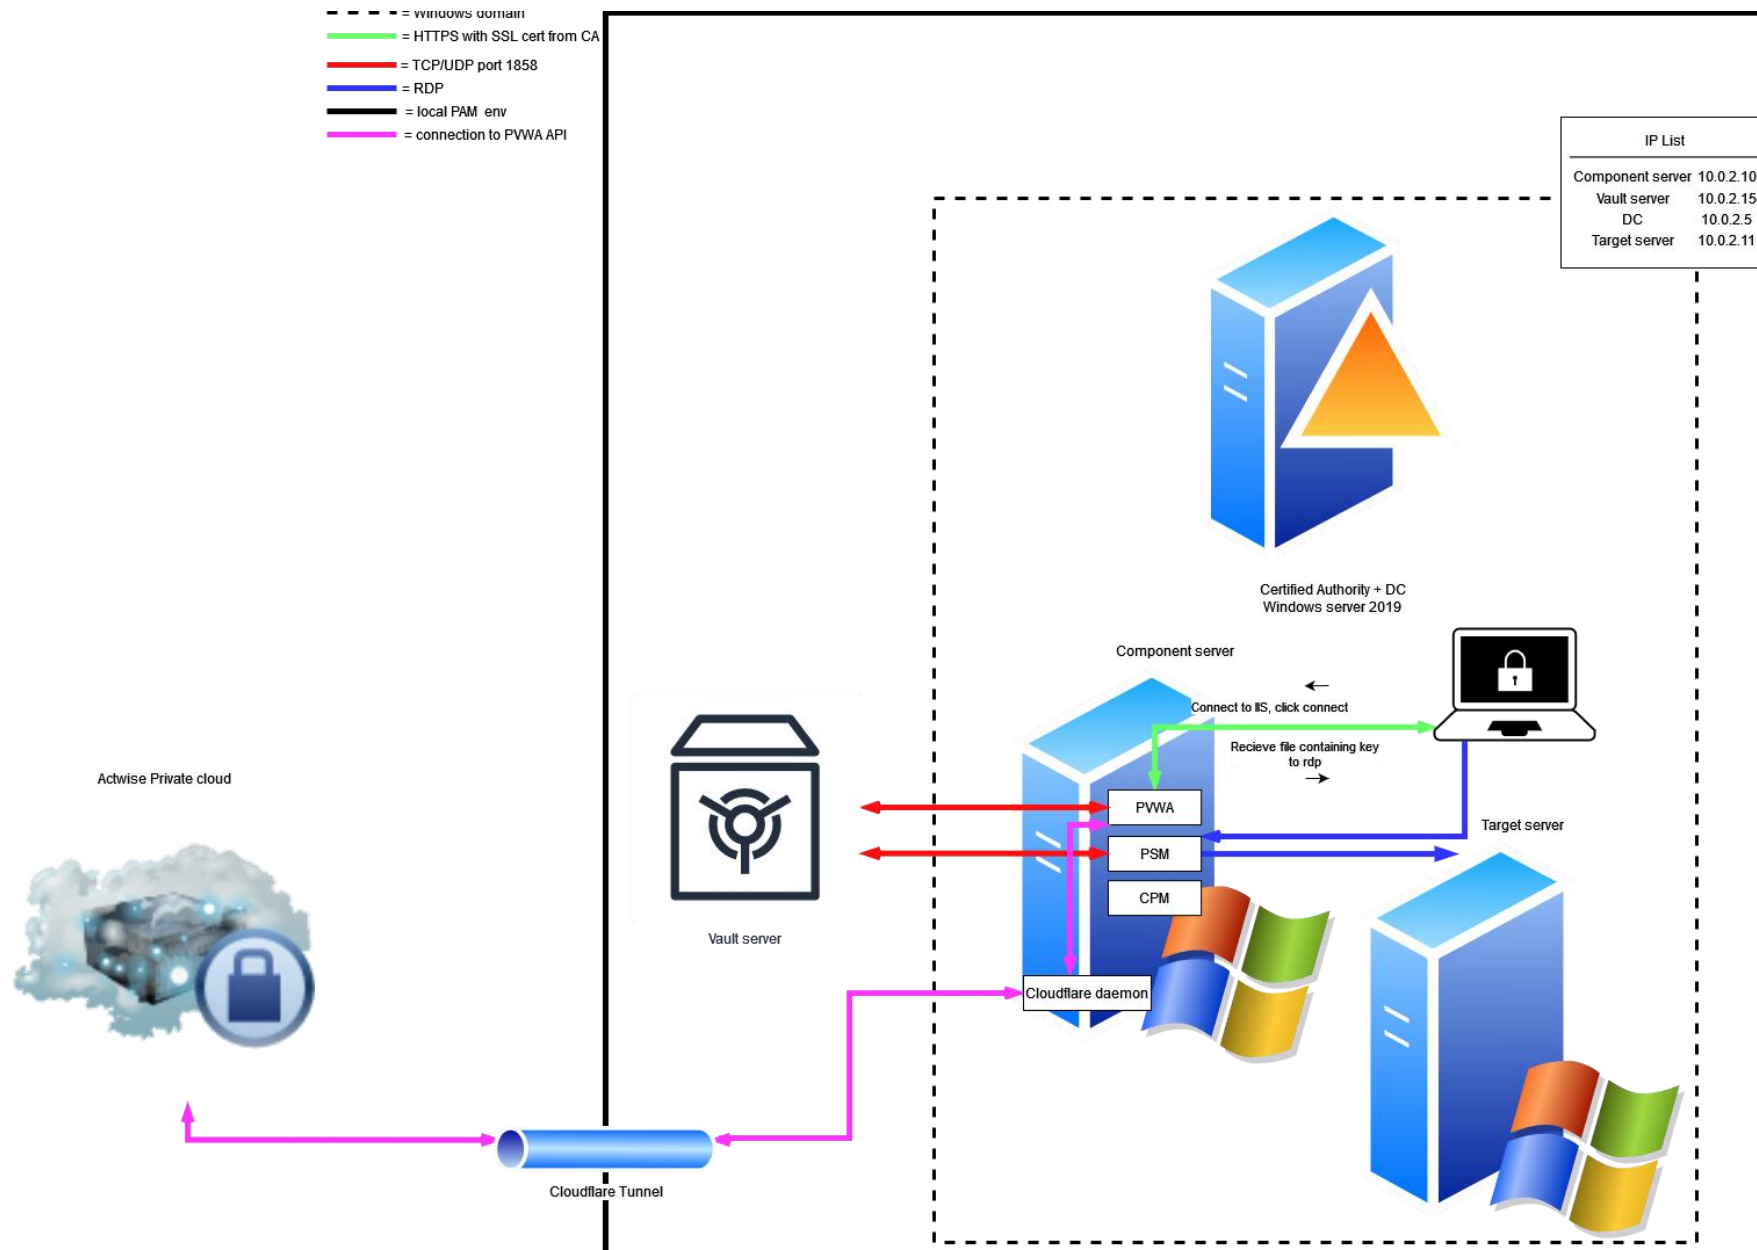 = Windows domain
= HTTPS with SSL cert from CA
= TCP/UDP port 1858
= RDP
= local PAM env
= connection to PVWA API
IP List
Component server 10.0.2.10
Vault server 10.0.2.15
DC 10.0.2.5
Target server 10.0.2.11
Certified Authority + DC
Windows server 2019
Component server
Connect to IIS, click connect
Recieve file containing key
to rdp
Actwise Private cloud
PVWA
Target server
PSM
CPM
Vault server
Cloudflare daemon
Cloudflare Tunnel